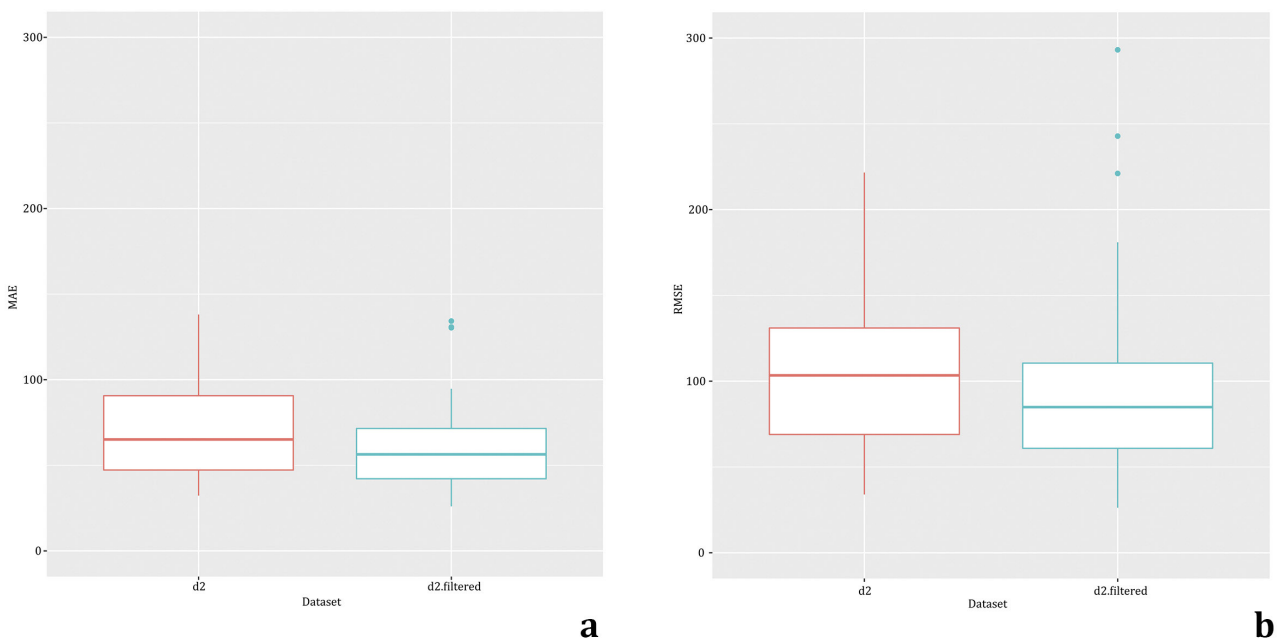 300
200
100
0
MAE
d2
d2.filtered
Dataset
a
300
200
100
0
RMSE
d2
d2.filtered
Dataset
b